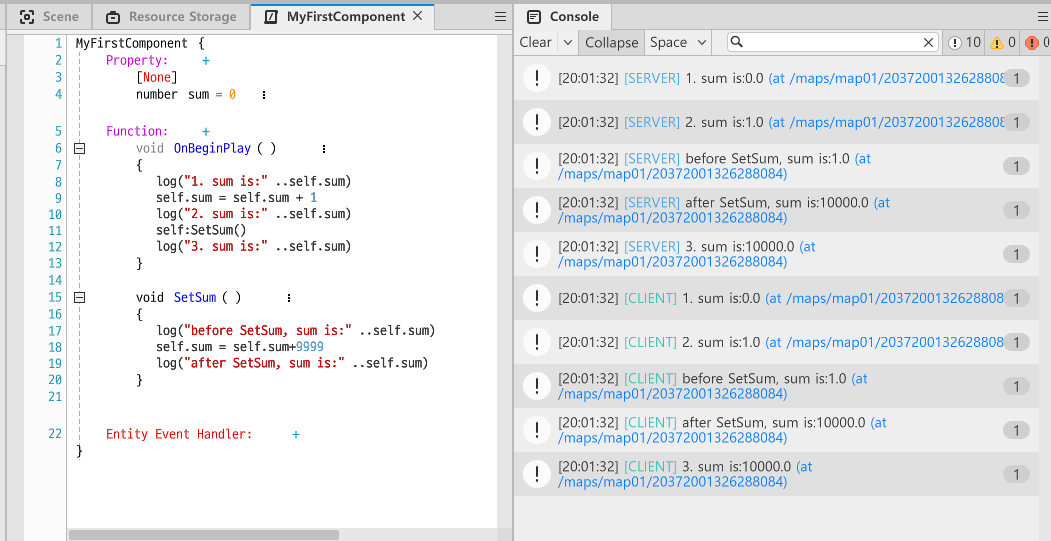 Scene
Resource Storage
MyFirstComponent
1 MyFirstComponent {
2 Property: +
3 [None]
4 number sum = 0
5 Function: +
6 void OnBeginPlay ( )
7 {
8 log("1. sum is:" ..self.sum)
9 self.sum = self.sum + 1
10 log("2. sum is:" ..self.sum)
11 self:SetSum()
12 log("3. sum is:" ..self.sum)
13 }
14
15 void SetSum ( )
16 {
17 log("before SetSum, sum is:" ..self.sum)
18 self.sum = self.sum+9999
19 log("after SetSum, sum is:" ..self.sum)
20 }
21
22 Entity Event Handler: +
}
Console
Clear Collapse Space 10 0 0
[20:01:32] [SERVER] 1. sum is:0.0 (at /maps/map01/2037200132628808 1
[20:01:32] [SERVER] 2. sum is:1.0 (at /maps/map01/2037200132628808 1
[20:01:32] [SERVER] before SetSum, sum is:1.0 (at
/maps/map01/20372001326288084) 1
[20:01:32] [SERVER] after SetSum, sum is:10000.0 (at
/maps/map01/20372001326288084) 1
[20:01:32] [SERVER] 3. sum is:10000.0 (at
/maps/map01/20372001326288084) 1
[20:01:32] [CLIENT] 1. sum is:0.0 (at /maps/map01/2037200132628808 1
[20:01:32] [CLIENT] 2. sum is:1.0 (at /maps/map01/2037200132628808 1
[20:01:32] [CLIENT] before SetSum, sum is:1.0 (at
/maps/map01/20372001326288084) 1
[20:01:32] [CLIENT] after SetSum, sum is:10000.0 (at
/maps/map01/20372001326288084) 1
[20:01:32] [CLIENT] 3. sum is:10000.0 (at
/maps/map01/20372001326288084) 1